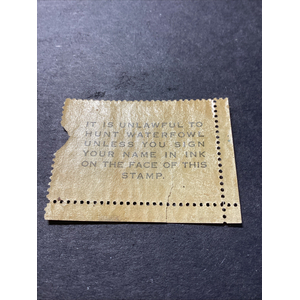 IT IS UNLAWFUL TO
HUNT WATERFOWL
UNLESS YOU SIGN
YOUR NAME IN INK
ON THE FACE OF THIS
STAMP.